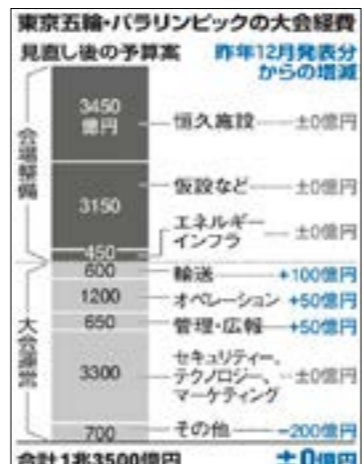 東京五輪・パラリンピックの大会経費
見直し後の予算案 昨年12月発表分
からの増減
会場整備
3450
億円 恒久施設 ±0億円
3150 仮設など ±0億円
450 エネルギー
インフラ ±0億円
大会運営
600 輸送 +100億円
1200 オペレーション +50億円
650 管理・広報 +50億円
3300 セキュリティー、
テクノロジー、 ±0億円
マーケティング
700 その他 -200億円
合計1兆3500億円 ±0億円